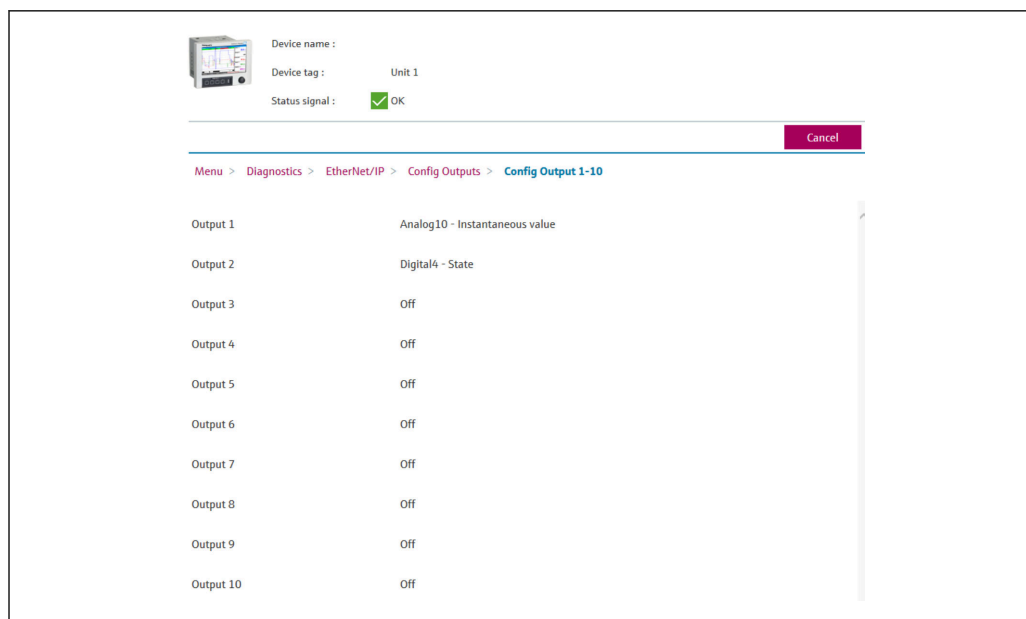 Device name :
Device tag : Unit 1
Status signal : OK
Cancel
Menu > Diagnostics > EtherNet/IP > Config Outputs > Config Output 1-10
Output 1 Analog10 - Instantaneous value
Output 2 Digital4 - State
Output 3 Off
Output 4 Off
Output 5 Off
Output 6 Off
Output 7 Off
Output 8 Off
Output 9 Off
Output 10 Off